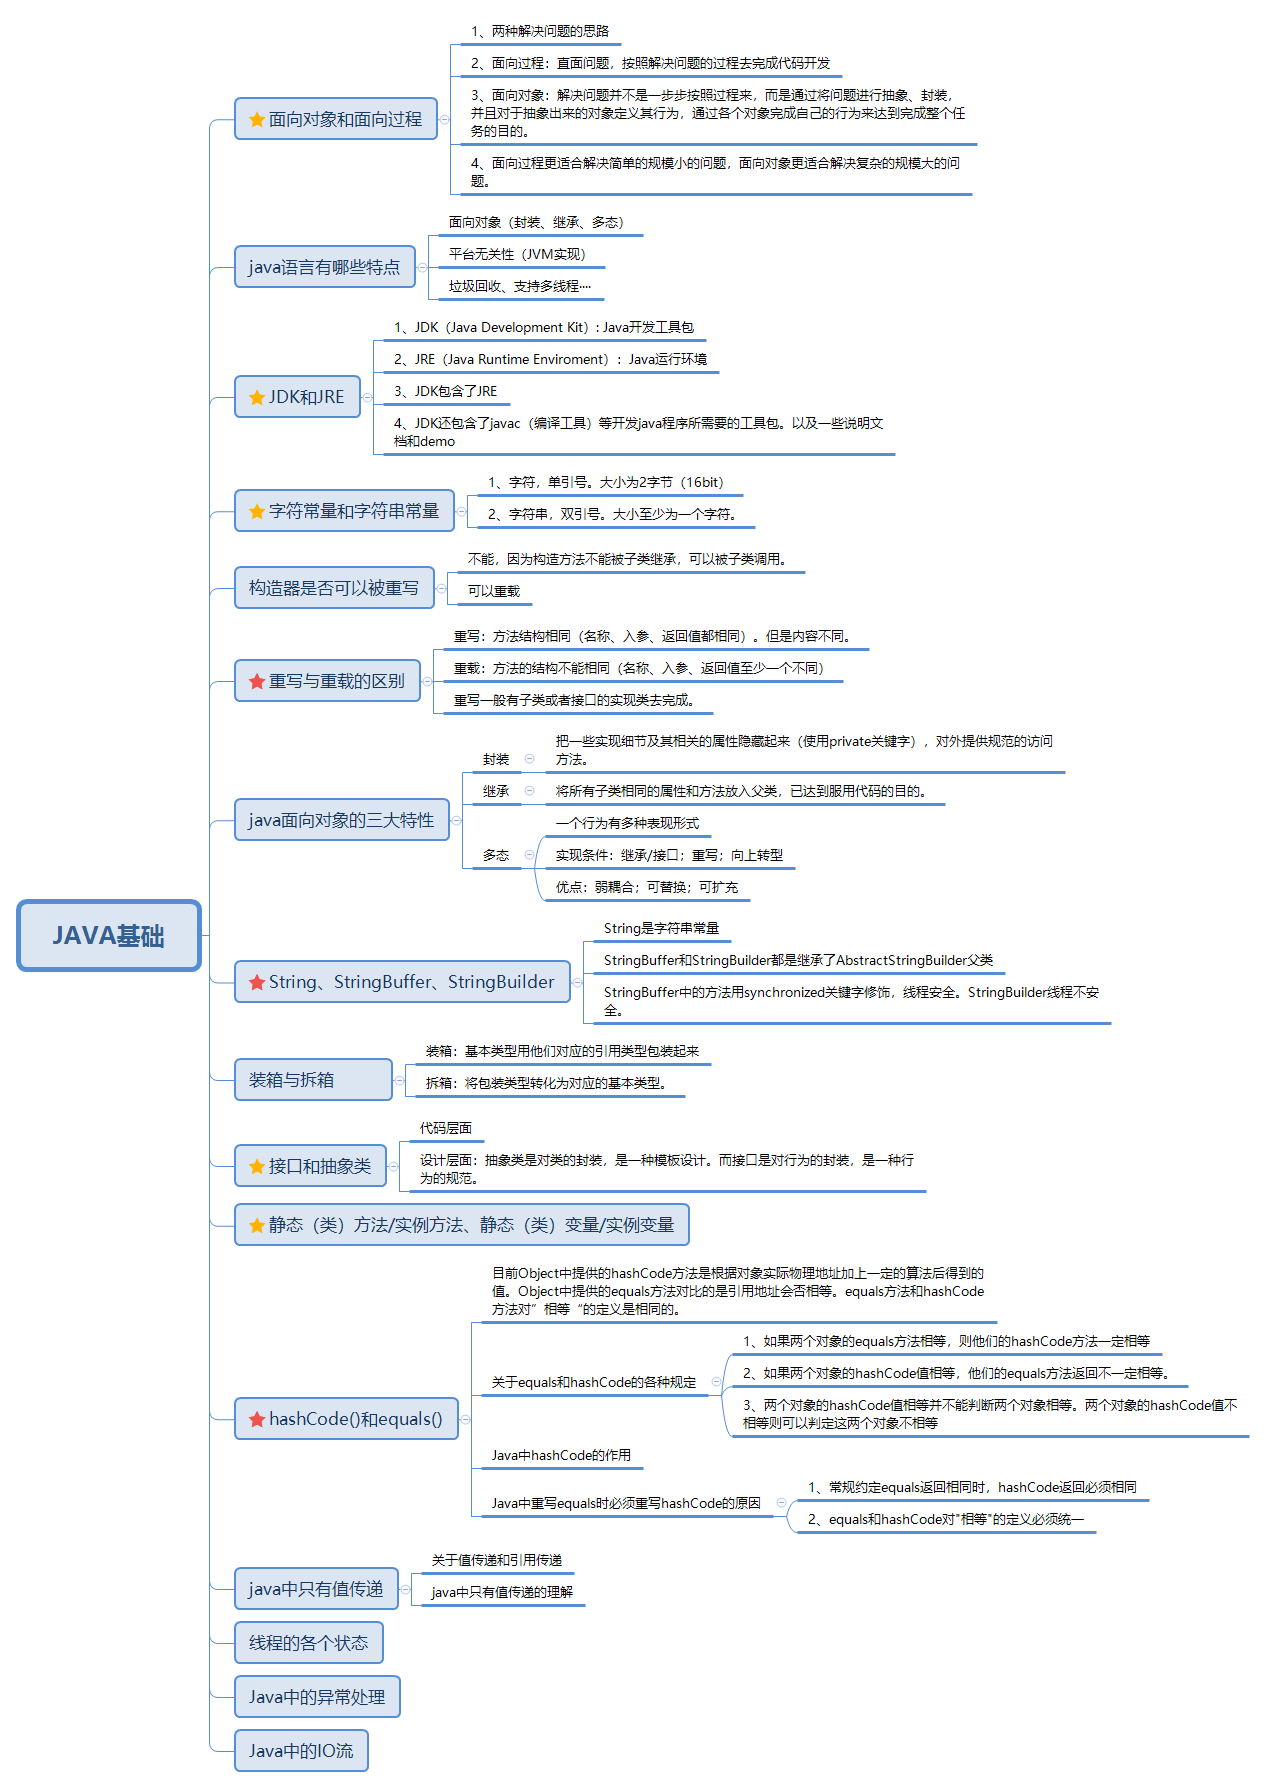 JAVA基础
面向对象和面向过程
1、两种解决问题的思路
2、面向过程：直面问题，按照解决问题的过程去完成代码开发
3、面向对象：解决问题并不是一步步按照过程来，而是通过将问题进行抽象、封装，
并且对于抽象出来的对象定义其行为，通过各个对象完成自己的行为来达到完成整个任
务的目的。
4、面向过程更适合解决简单的规模小的问题，面向对象更适合解决复杂的规模大的问
题。
java语言有哪些特点
面向对象（封装、继承、多态）
平台无关性（JVM实现）
垃圾回收、支持多线程····
JDK和JRE
1、JDK（Java Development Kit）：Java开发工具包
2、JRE（Java Runtime Enviroment）：Java运行环境
3、JDK包含了JRE
4、JDK还包含了javac（编译工具）等开发java程序所需要的工具包。以及一些说明文
档和demo
字符常量和字符串常量
1、字符，单引号。大小为2字节（16bit）
2、字符串，双引号。大小至少为一个字符。
构造器是否可以被重写
不能，因为构造方法不能被子类继承，可以被子类调用。
可以重载
重写与重载的区别
重写：方法结构相同（名称、入参、返回值都相同）。但是内容不同。
重载：方法的结构不能相同（名称、入参、返回值至少一个不同）
重写一般有子类或者接口的实现类去完成。
java面向对象的三大特性
封装
把一些实现细节及其相关的属性隐藏起来（使用private关键字），对外提供规范的访问
方法。
继承
将所有子类相同的属性和方法放入父类，已达到服用代码的目的。
多态
一个行为有多种表现形式
实现条件：继承/接口；重写；向上转型
优点：弱耦合；可替换；可扩充
String、StringBuffer、StringBuilder
String是字符串常量
StringBuffer和StringBuilder都是继承了AbstractStringBuilder父类
StringBuffer中的方法用synchronized关键字修饰，线程安全。StringBuilder线程不安
全。
装箱与拆箱
装箱：基本类型用他们对应的引用类型包装起来
拆箱：将包装类型转化为对应的基本类型。
接口和抽象类
代码层面
设计层面：抽象类是对类的封装，是一种模板设计。而接口是对行为的封装，是一种行
为的规范。
静态（类）方法/实例方法、静态（类）变量/实例变量
hashCode()和equals()
目前Object中提供的hashCode方法是根据对象实际物理地址加上一定的算法后得到的
值。Object中提供的equals方法对比的是引用地址会否相等。equals方法和hashCode
方法对”相等“的定义是相同的。
关于equals和hashCode的各种规定
1、如果两个对象的equals方法相等，则他们的hashCode方法一定相等
2、如果两个对象的hashCode值相等，他们的equals方法返回不一定相等。
3、两个对象的hashCode值相等并不能判断两个对象相等。两个对象的hashCode值不
相等则可以判定这两个对象不相等
Java中hashCode的作用
Java中重写equals时必须重写hashCode的原因
1、常规约定equals返回相同时，hashCode返回必须相同
2、equals和hashCode对"相等"的定义必须统一
java中只有值传递
关于值传递和引用传递
java中只有值传递的理解
线程的各个状态
Java中的异常处理
Java中的IO流